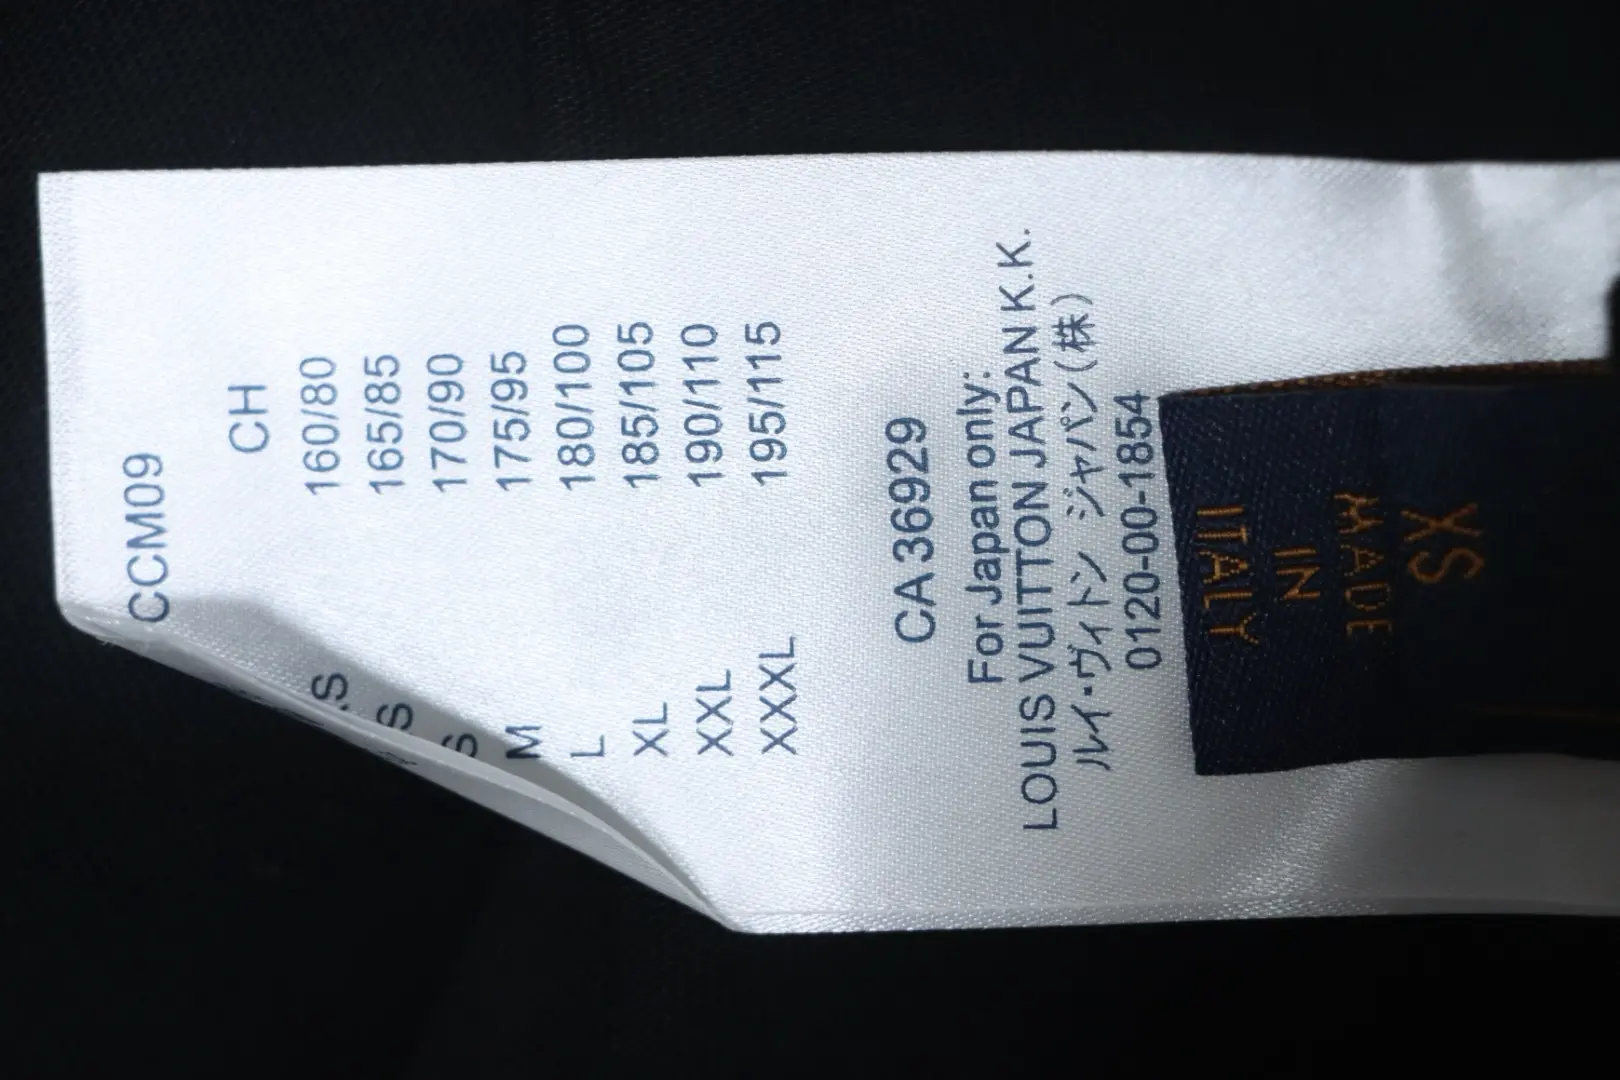 CCM09
CH
160/80
S 165/85
170/90
M 175/95
L 180/100
XL 185/105
XXL 190/110
XXXL 195/115
CA 36929
For Japan only:
LOUIS VUITTON JAPAN K.K.
ルイ・ヴィトン ジャパン(株)
0120-00-1854
XS
MADE
IN
ITALY